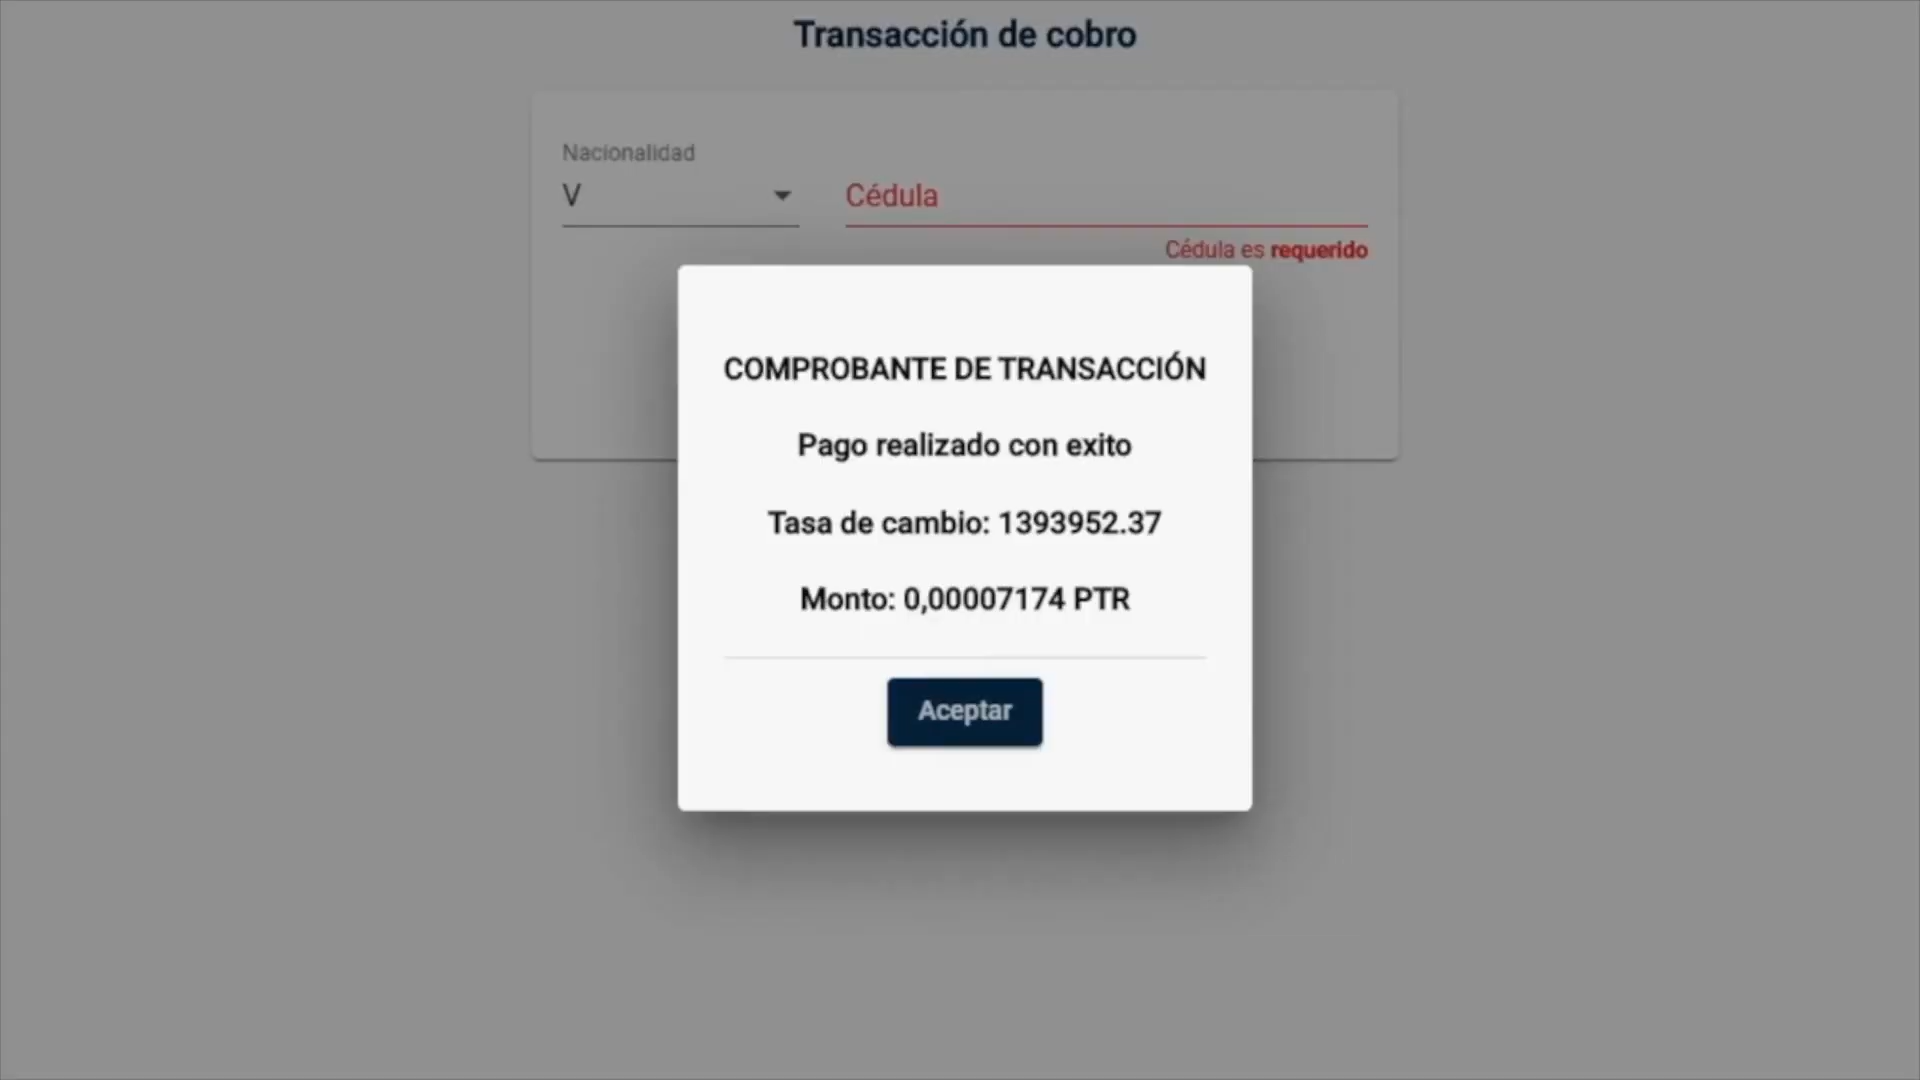 Transacción de cobro
Nacionalidad
V
Cédula
Cédula es requerido
COMPROBANTE DE TRANSACCIÓN
Pago realizado con exito
Tasa de cambio: 1393952.37
Monto: 0,00007174 PTR
Aceptar